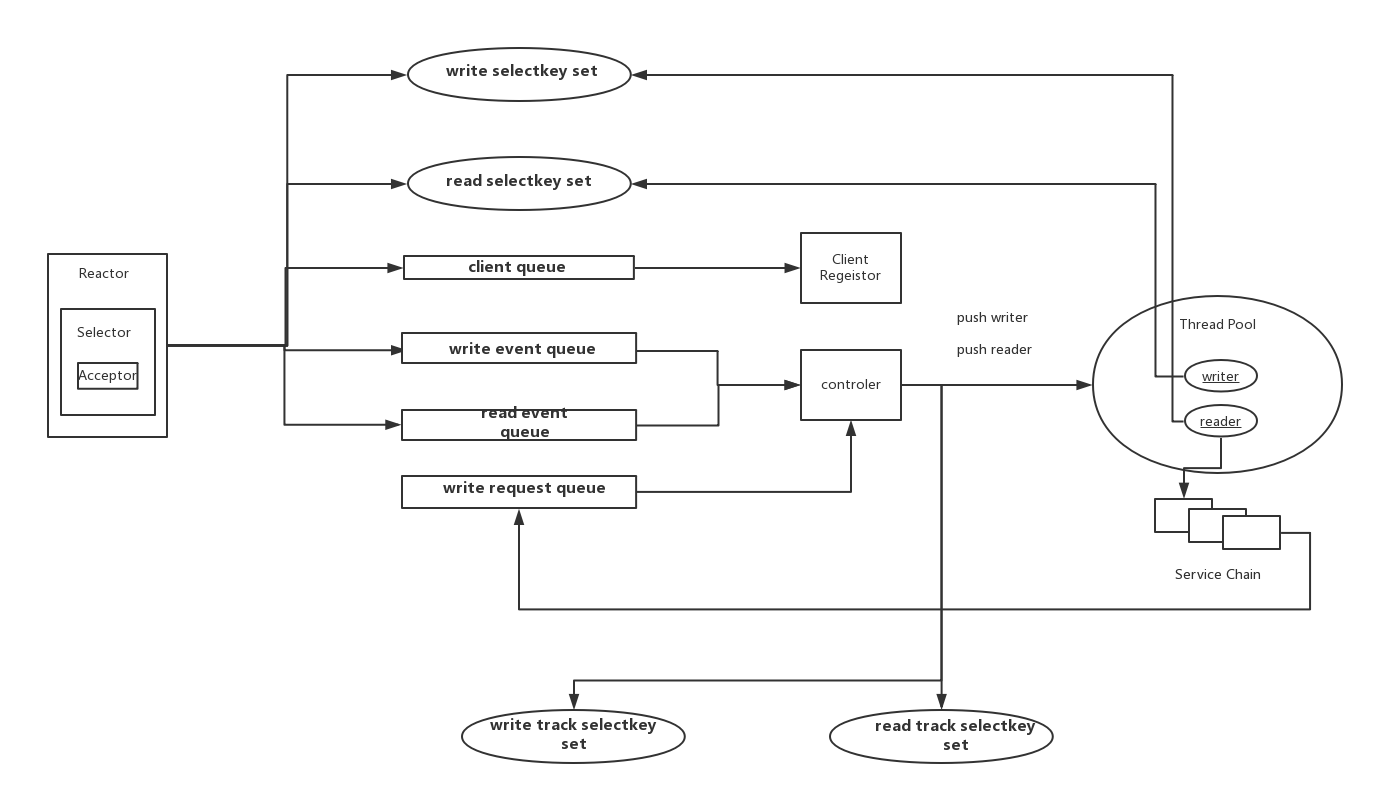 write selectkey set
read selectkey set
Reactor
Selector
Acceptor
client queue
write event queue
read event
queue
write request queue
Client
Regeistor
controler
push writer
push reader
Thread Pool
writer
reader
Service Chain
write track selectkey
set
read track selectkey
set